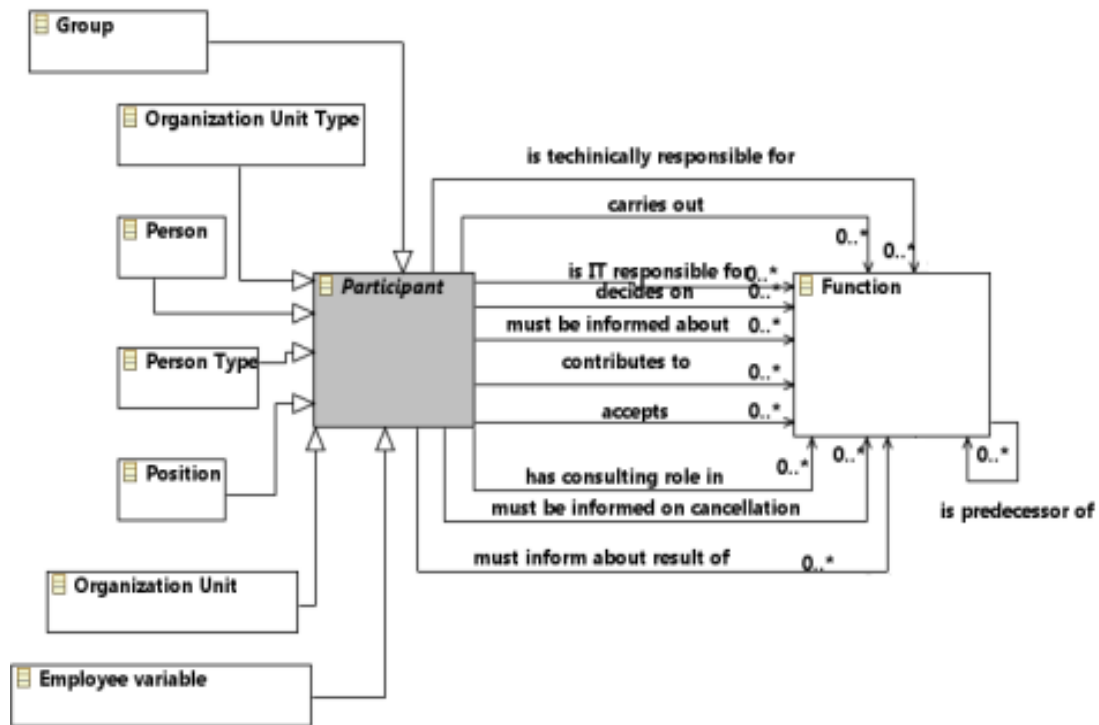 Group
Organization Unit Type
is techinically responsible for
Person
carries out
0..*
0..*
Participant
is IT responsible for
0..*
Function
decides on
0..*
must be informed about
0..*
Person Type
contributes to
0..*
accepts
0..*
Position
has consulting role in
0..*
0..*
0..*
must be informed on cancellation
is predecessor of
must inform about result of
0..*
Organization Unit
Employee variable